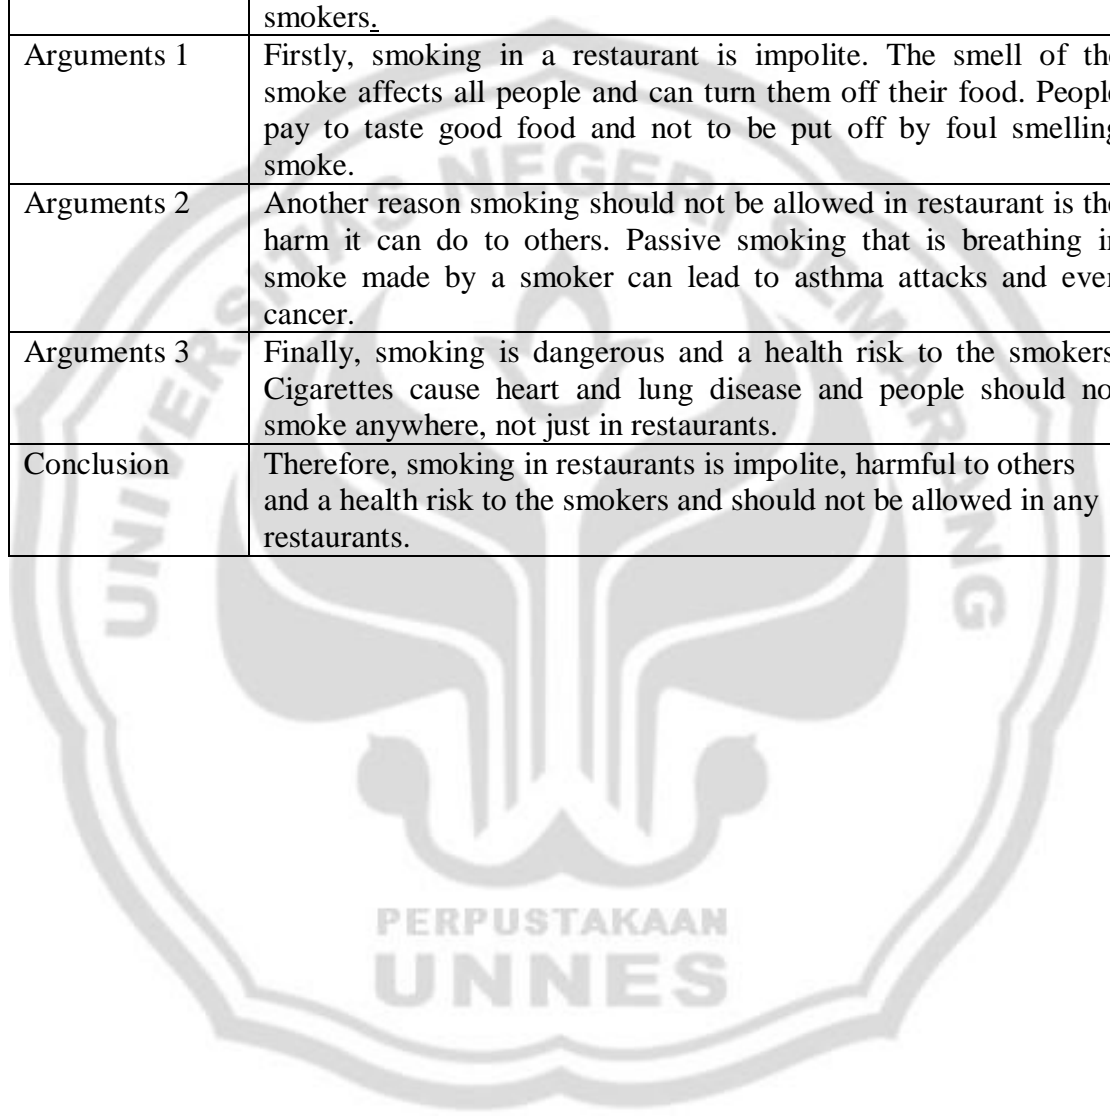 smokers.
Arguments 1 Firstly, smoking in a restaurant is impolite. The smell of the
smoke affects all people and can turn them off their food. People
pay to taste good food and not to be put off by foul smelling
smoke.
Arguments 2 Another reason smoking should not be allowed in restaurant is the
harm it can do to others. Passive smoking that is breathing in
smoke made by a smoker can lead to asthma attacks and even
cancer.
Arguments 3 Finally, smoking is dangerous and a health risk to the smokers.
Cigarettes cause heart and lung disease and people should not
smoke anywhere, not just in restaurants.
Conclusion Therefore, smoking in restaurants is impolite, harmful to others
and a health risk to the smokers and should not be allowed in any
restaurants.
UNIVERSITAS NEGERI SEMARANG
PERPUSTAKAAN
UNNES